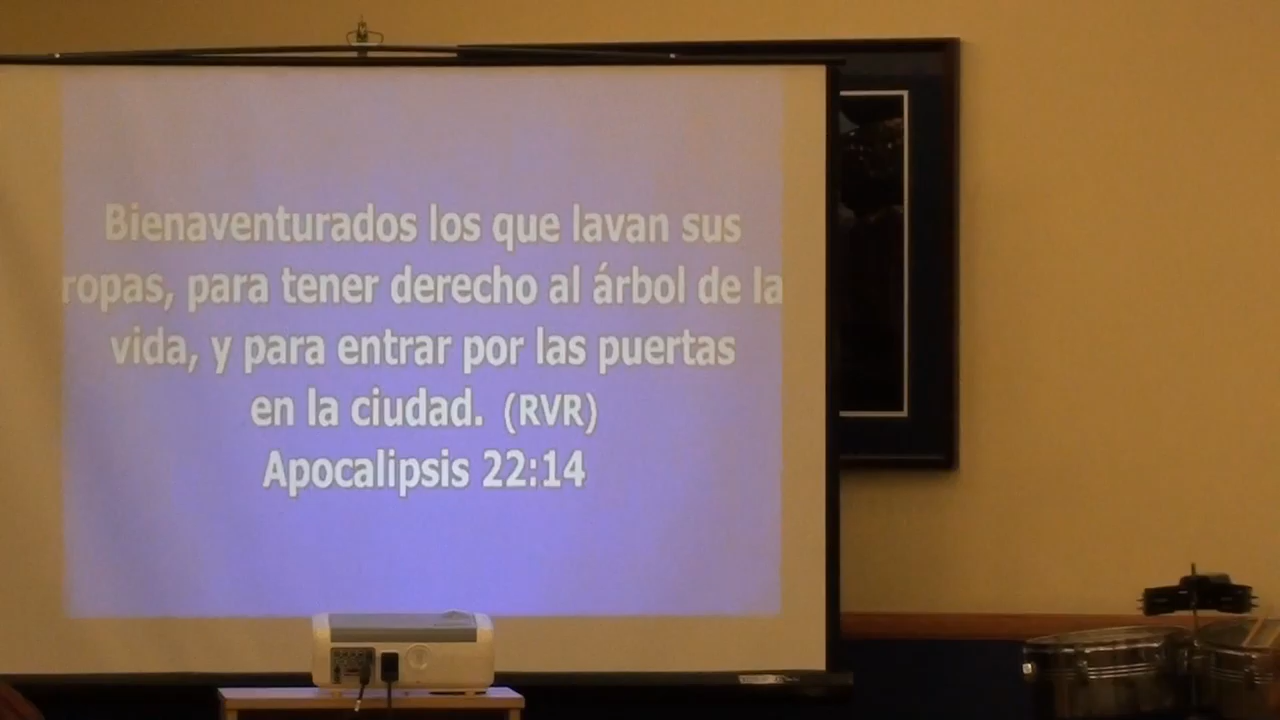 Bienaventurados los que lavan sus
ropas, para tener derecho al árbol de la
vida, y para entrar por las puertas
en la ciudad. (RVR)
Apocalipsis 22:14